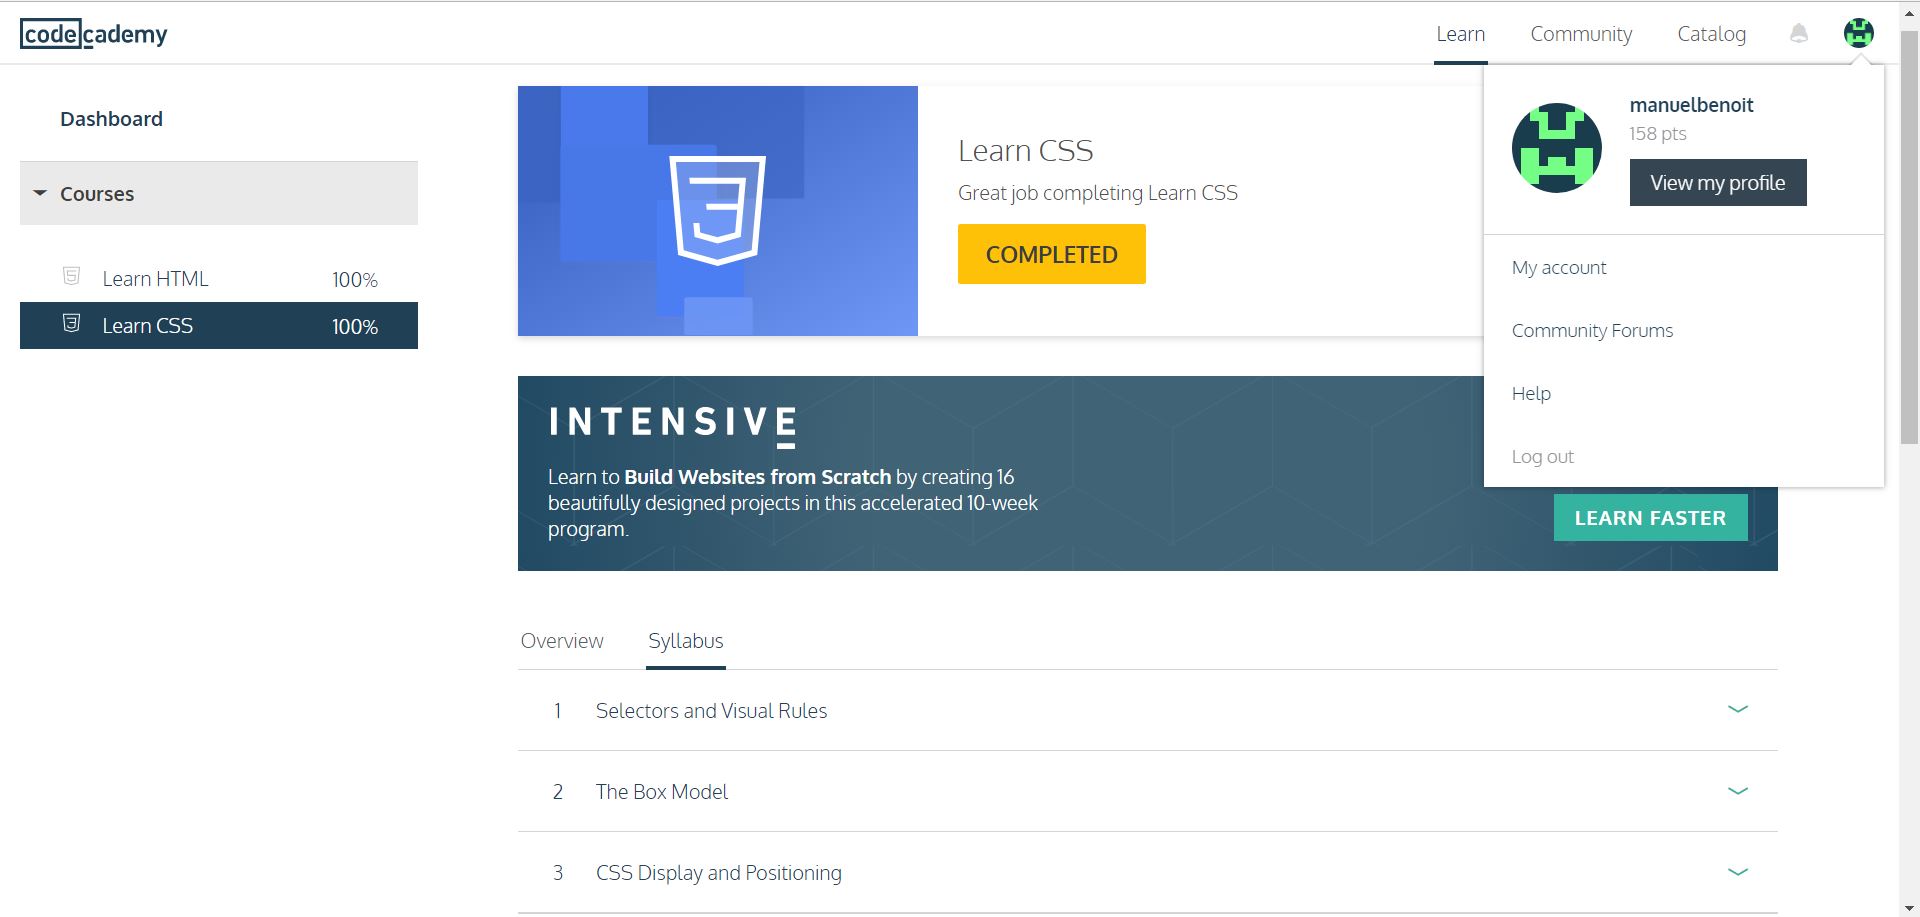 codecademy
Learn Community Catalog
Dashboard
Courses
Learn HTML 100%
Learn CSS 100%
Learn CSS
Great job completing Learn CSS
COMPLETED
manuelbenoit
158 pts
View my profile
My account
Community Forums
Help
Log out
INTENSIVE
Learn to Build Websites from Scratch by creating 16
beautifully designed projects in this accelerated 10-week
program.
LEARN FASTER
Overview Syllabus
1 Selectors and Visual Rules
2 The Box Model
3 CSS Display and Positioning